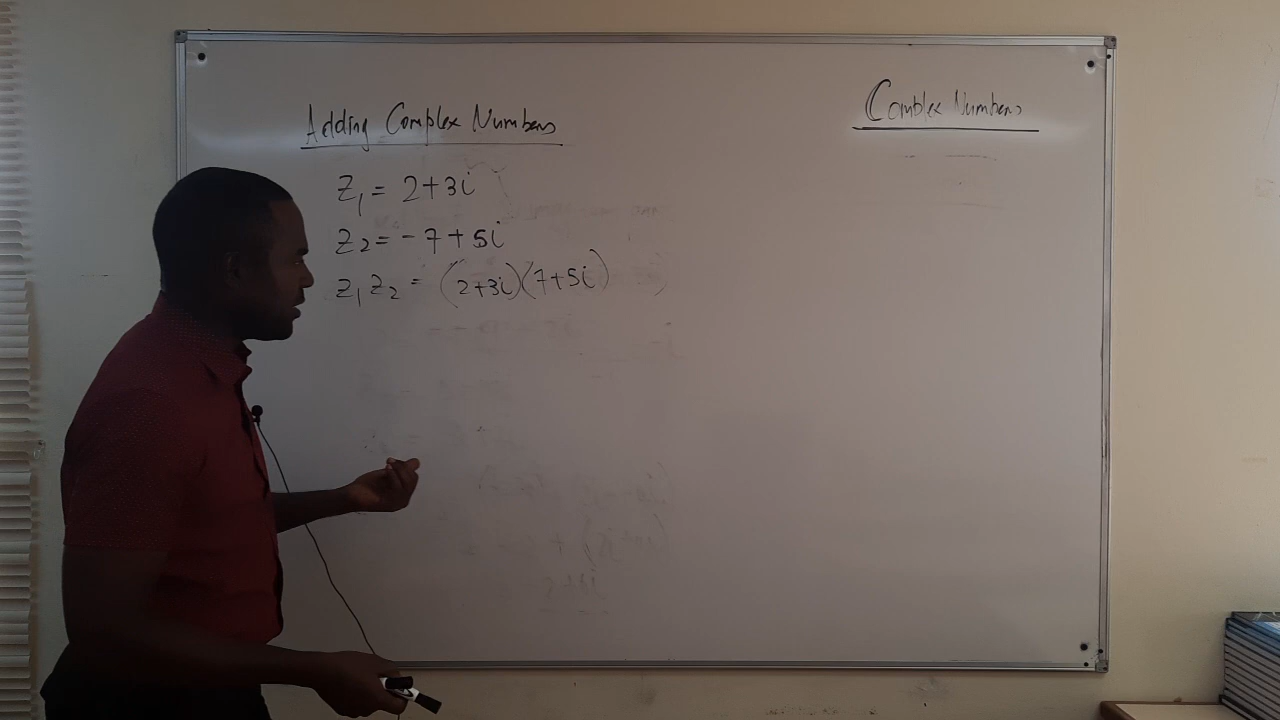 Adding Complex Numbers
Complex Numbers
Z₁ = 2+3i
Z₂ = -7+5i
Z₁Z₂ = (2+3i)(7+5i)